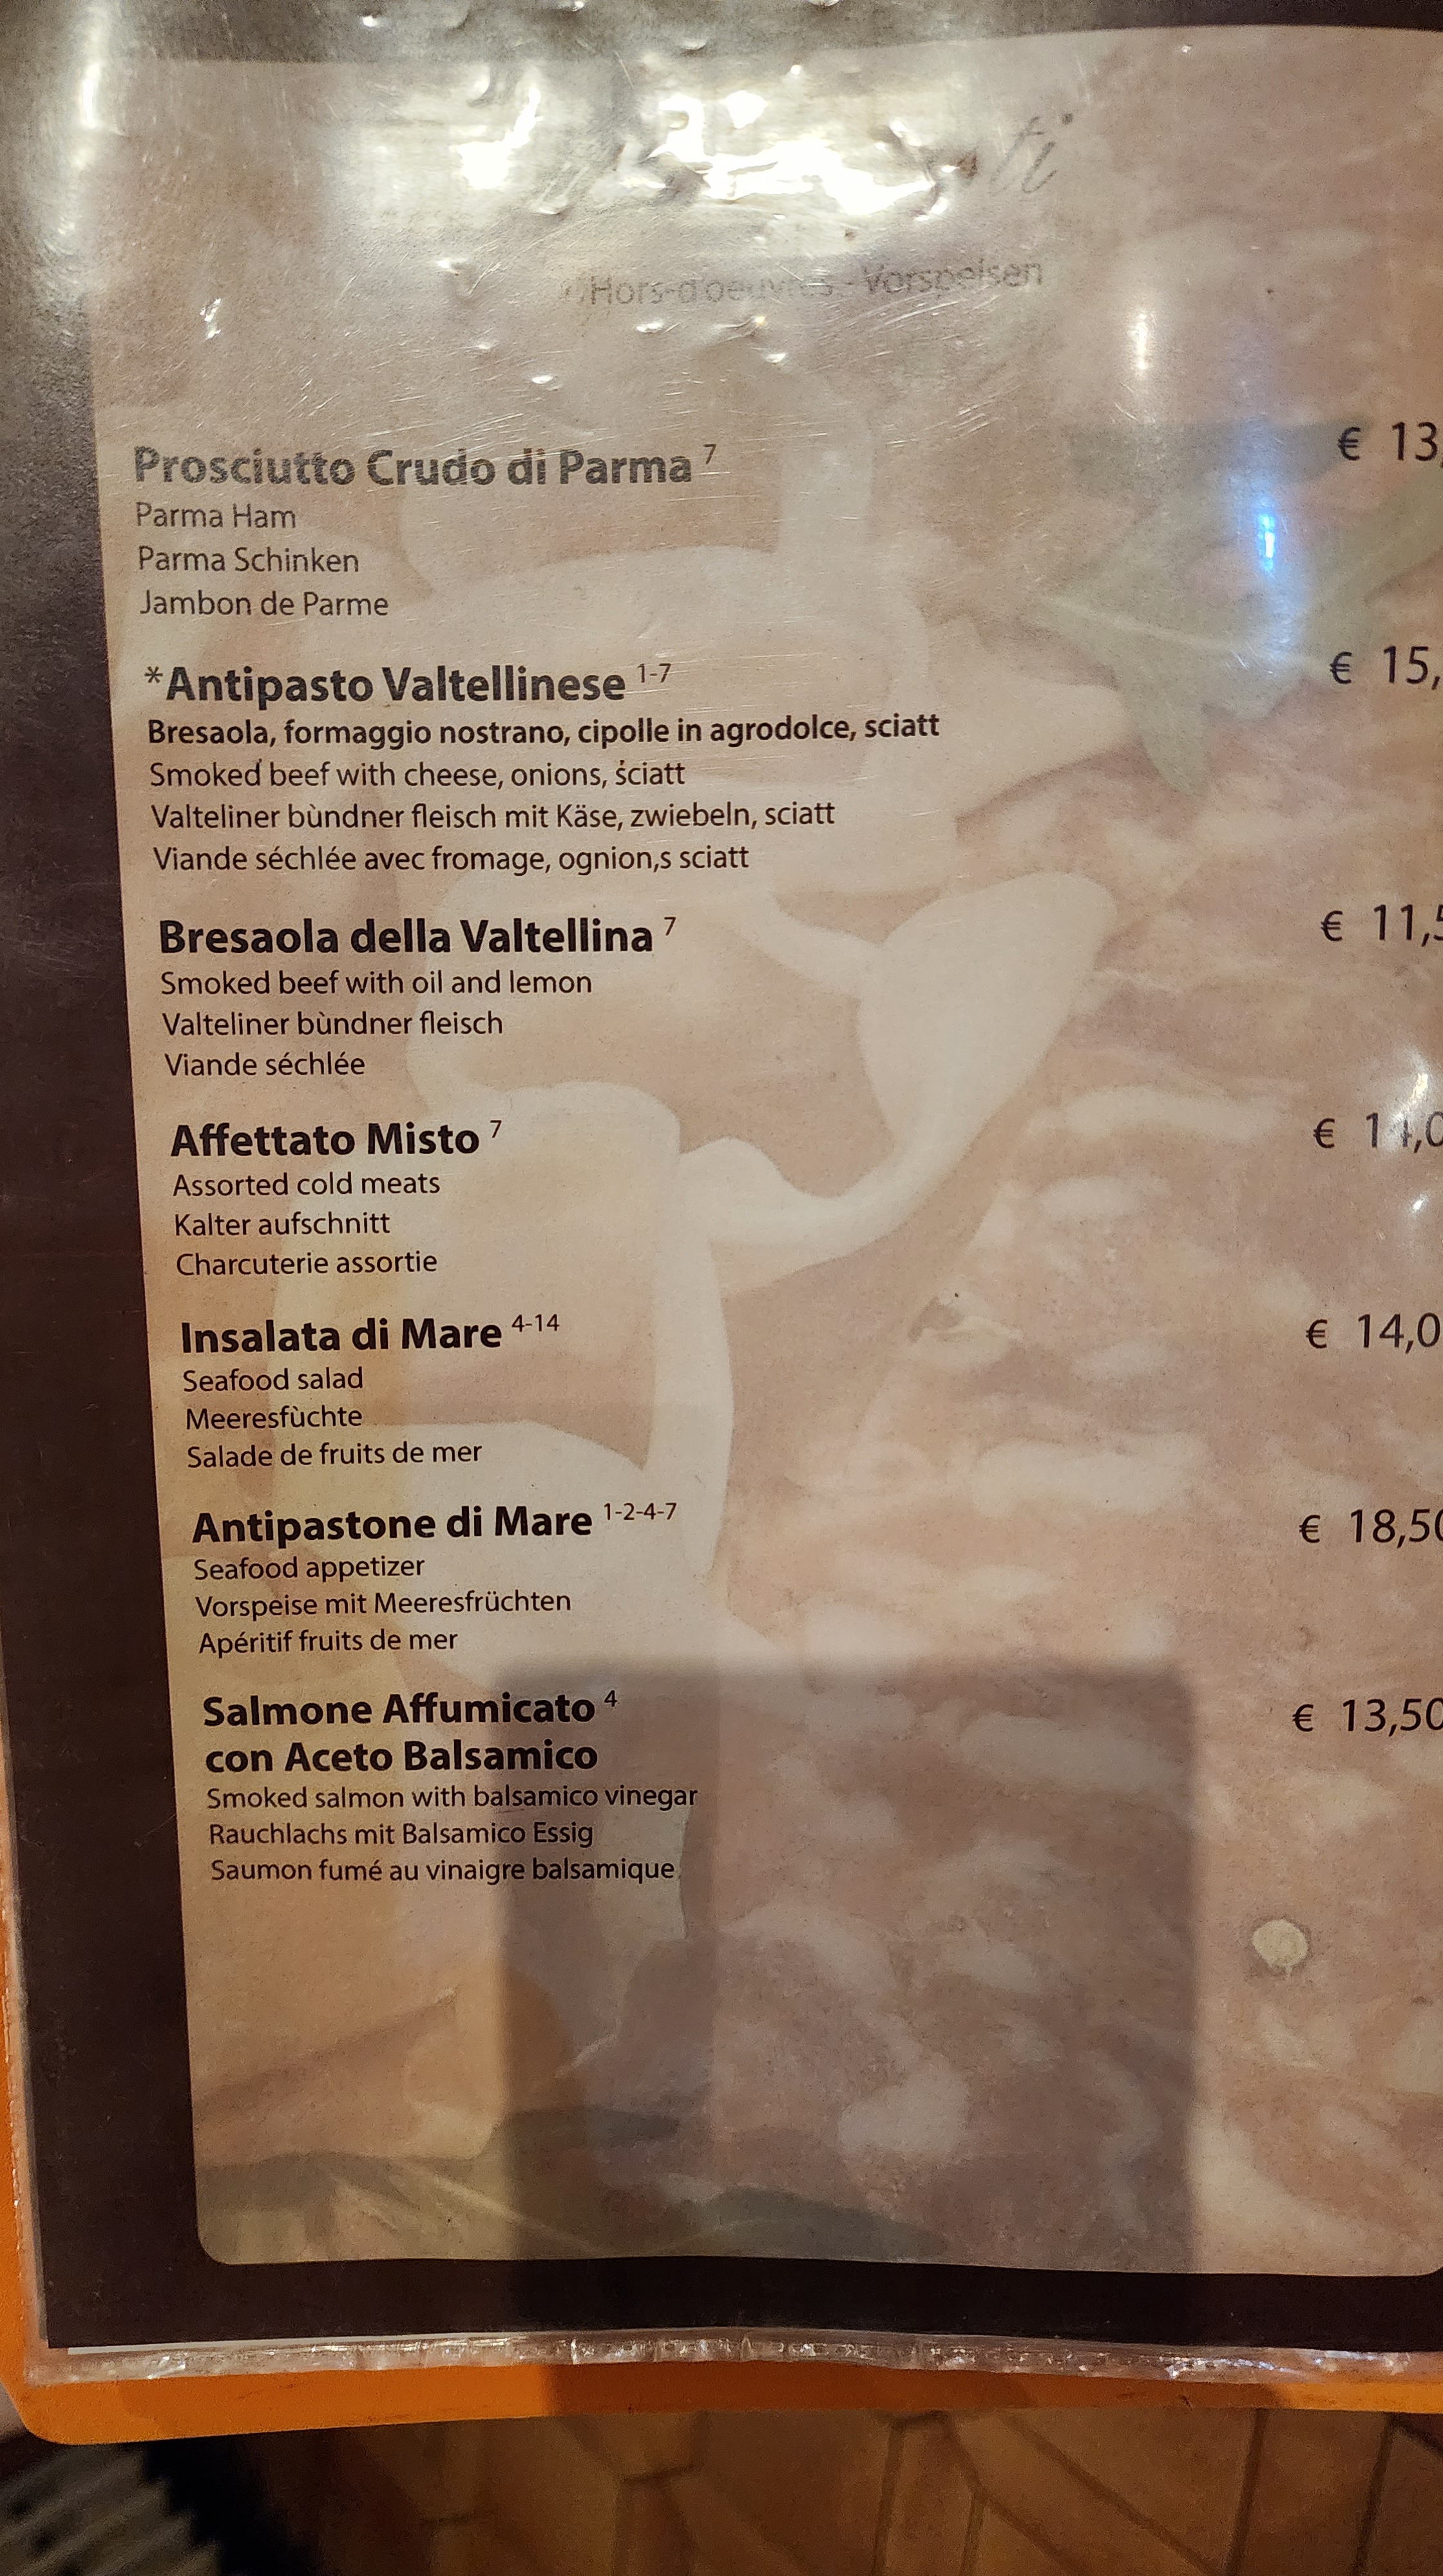 ti
Hors-d'oeuvres - Vorspeisen
Prosciutto Crudo di Parma 7
€ 13,
Parma Ham
Parma Schinken
Jambon de Parme
*Antipasto Valtellinese 1-7
€ 15,
Bresaola, formaggio nostrano, cipolle in agrodolce, sciatt
Smoked beef with cheese, onions, sciatt
Valteliner bùndner fleisch mit Käse, zwiebeln, sciatt
Viande séchlée avec fromage, ognion,s sciatt
Bresaola della Valtellina 7
€ 11,5
Smoked beef with oil and lemon
Valteliner bùndner fleisch
Viande séchlée
Affettato Misto 7
€
Assorted cold meats
Kalter aufschnitt
Charcuterie assortie
Insalata di Mare 4-14
€ 14,0
Seafood salad
Meeresfùchte
Salade de fruits de mer
Antipastone di Mare 1-2-4-7
€ 18,50
Seafood appetizer
Vorspeise mit Meeresfrüchten
Apéritif fruits de mer
Salmone Affumicato 4
€ 13,50
con Aceto Balsamico
Smoked salmon with balsamico vinegar
Rauchlachs mit Balsamico Essig
Saumon fumé au vinaigre balsamique